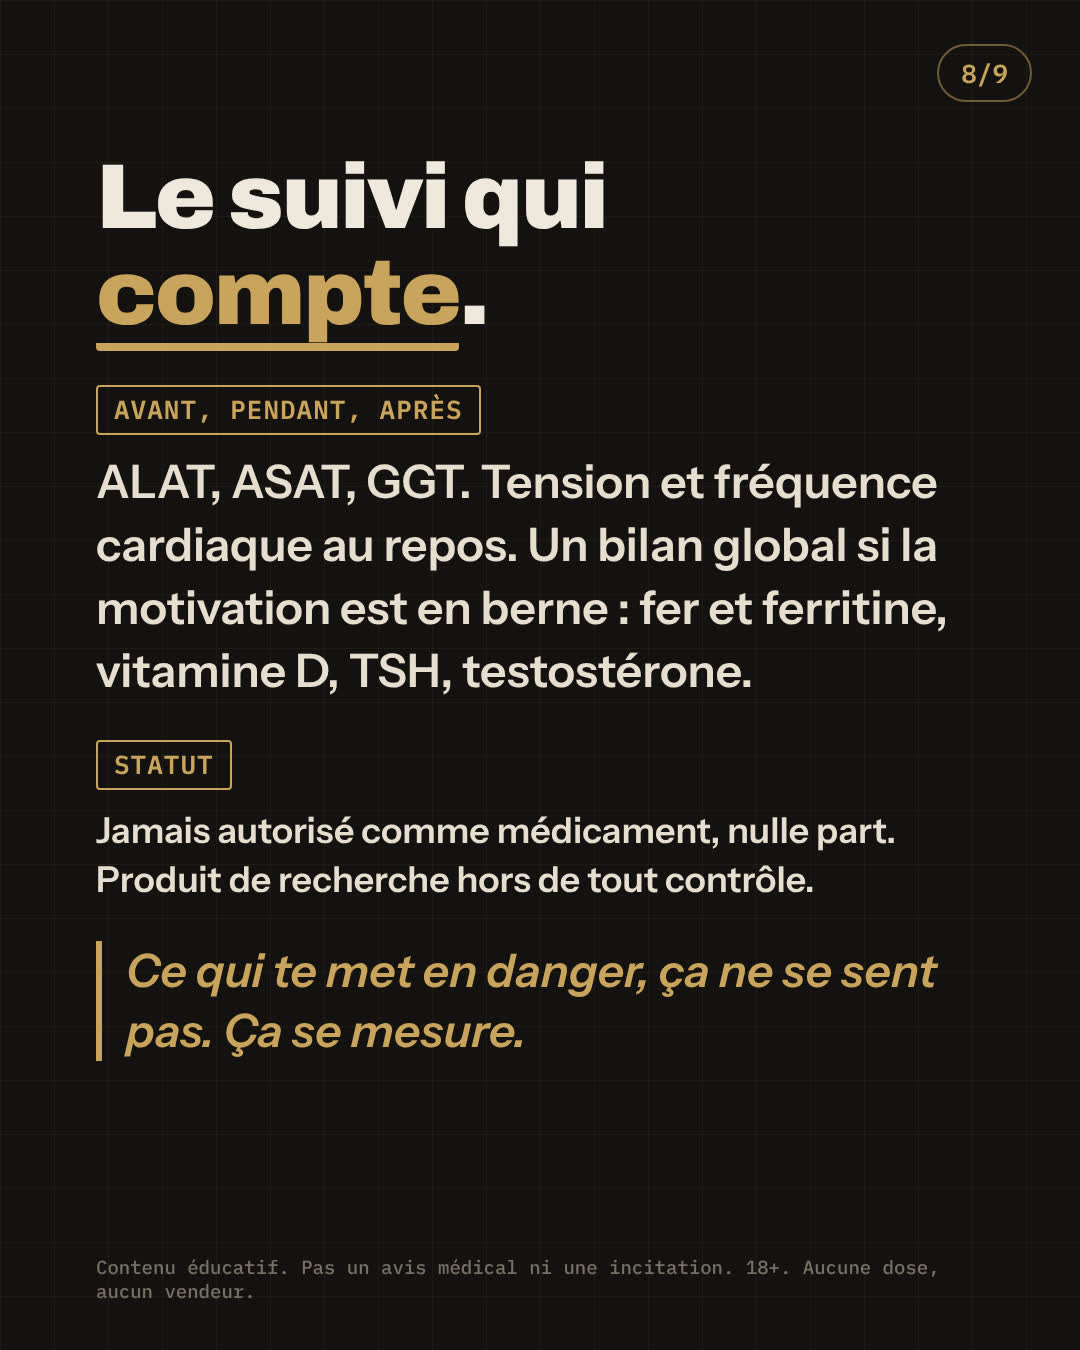 8/9
Le suivi qui
compte.
AVANT, PENDANT, APRÈS
ALAT, ASAT, GGT. Tension et fréquence
cardiaque au repos. Un bilan global si la
motivation est en berne : fer et ferritine,
vitamine D, TSH, testostérone.
STATUT
Jamais autorisé comme médicament, nulle part.
Produit de recherche hors de tout contrôle.
Ce qui te met en danger, ça ne se sent
pas. Ça se mesure.
Contenu éducatif. Pas un avis médical ni une incitation. 18+. Aucune dose,
aucun vendeur.